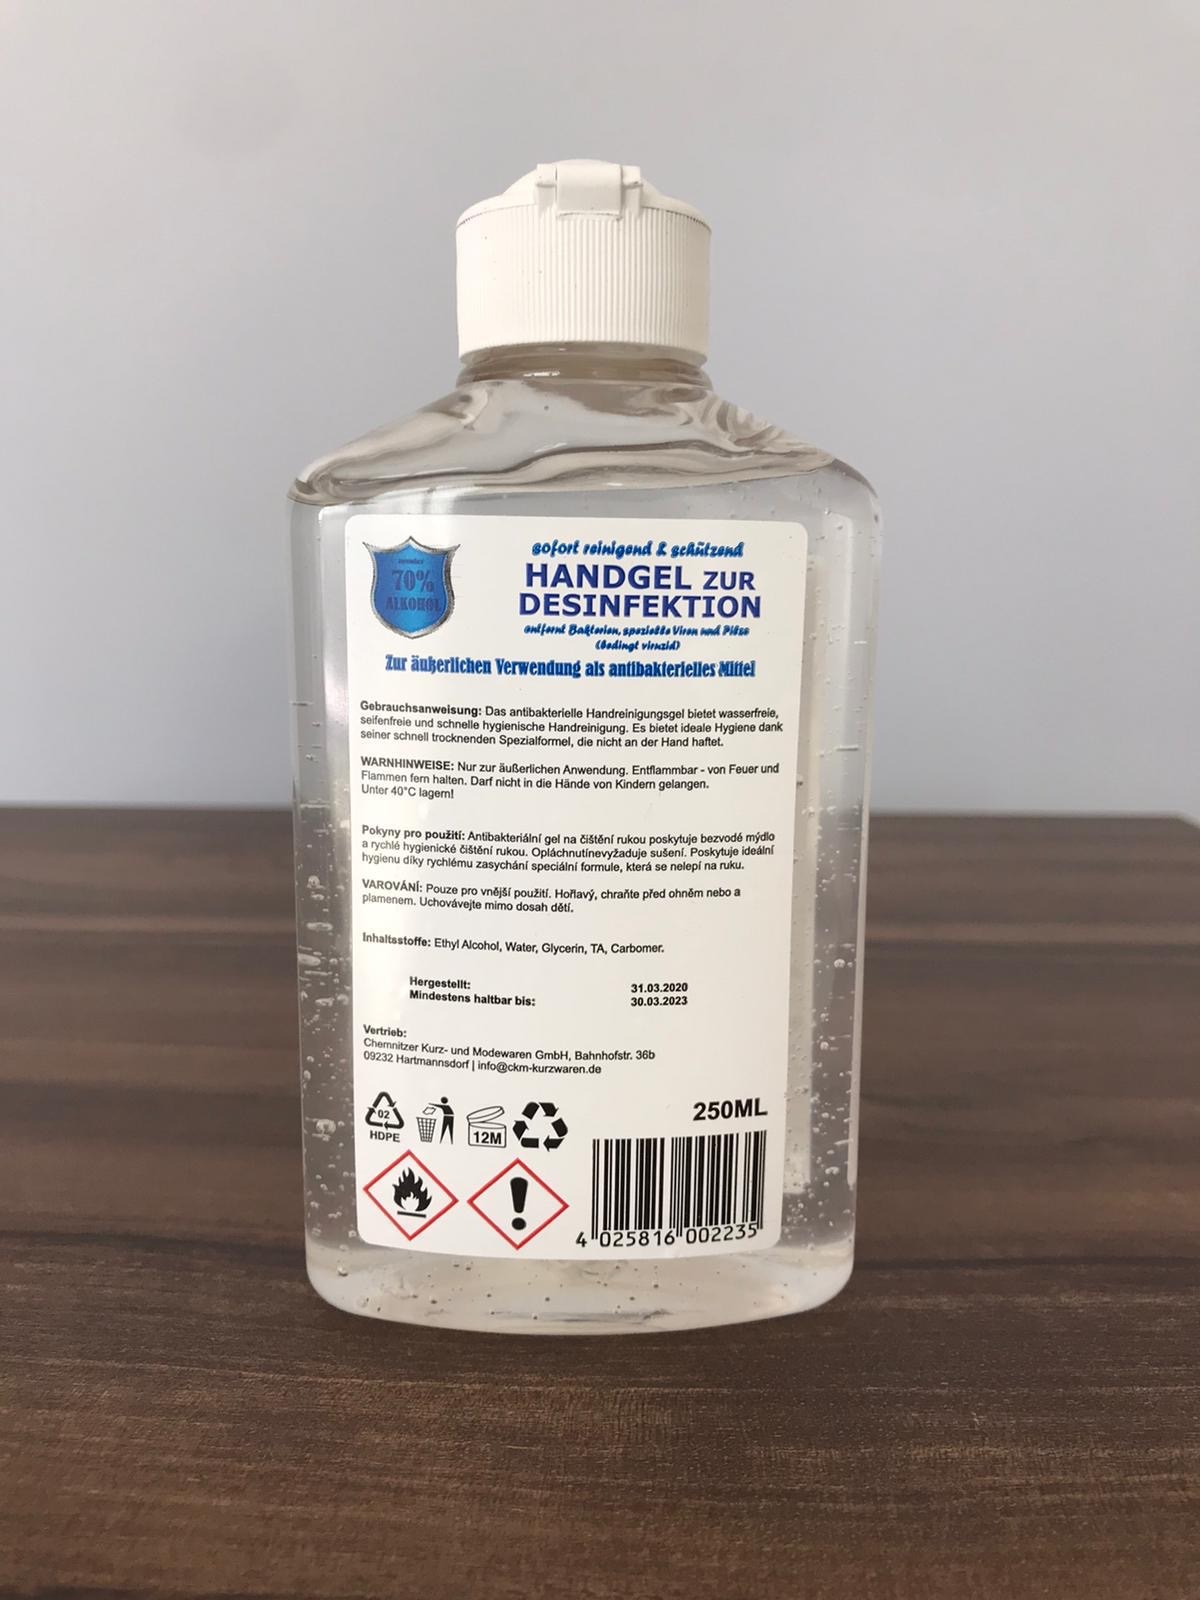 70%
ALKOHOL
sofort reinigend & schützend
HANDGEL ZUR
DESINFEKTION
entfernt Bakterien, spezielle Viren und Pilze
(bedingt viruzid)
Zur äußerlichen Verwendung als antibakterielles Mittel
Gebrauchsanweisung: Das antibakterielle Handreinigungsgel bietet wasserfreie,
seifenfreie und schnelle hygienische Handreinigung. Es bietet ideale Hygiene dank
seiner schnell trocknenden Spezialformel, die nicht an der Hand haftet.
WARNHINWEISE: Nur zur äußerlichen Anwendung. Entflammbar - von Feuer und
Flammen fern halten. Darf nicht in die Hände von Kindern gelangen.
Unter 40°C lagern!
Pokyny pro použití: Antibakteriální gel na čištění rukou poskytuje bezvodé mýdlo
a rychlé hygienické čištění rukou. Opláchnutínevyžaduje sušení. Poskytuje ideální
hygienu díky rychlému zasychání speciální formule, která se nelepí na ruku.
VAROVÁNÍ: Pouze pro vnější použití. Hořlavý, chraňte před ohněm nebo a
plamenem. Uchovávejte mimo dosah dětí.
Inhaltsstoffe: Ethyl Alcohol, Water, Glycerin, TA, Carbomer.
Hergestellt: 31.03.2020
Mindestens haltbar bis: 30.03.2023
Vertrieb:
Chemnitzer Kurz- und Modewaren GmbH, Bahnhofstr. 36b
09232 Hartmannsdorf | info@ckm-kurzwaren.de
250ML
02
HDPE
12M
4 025816 002235